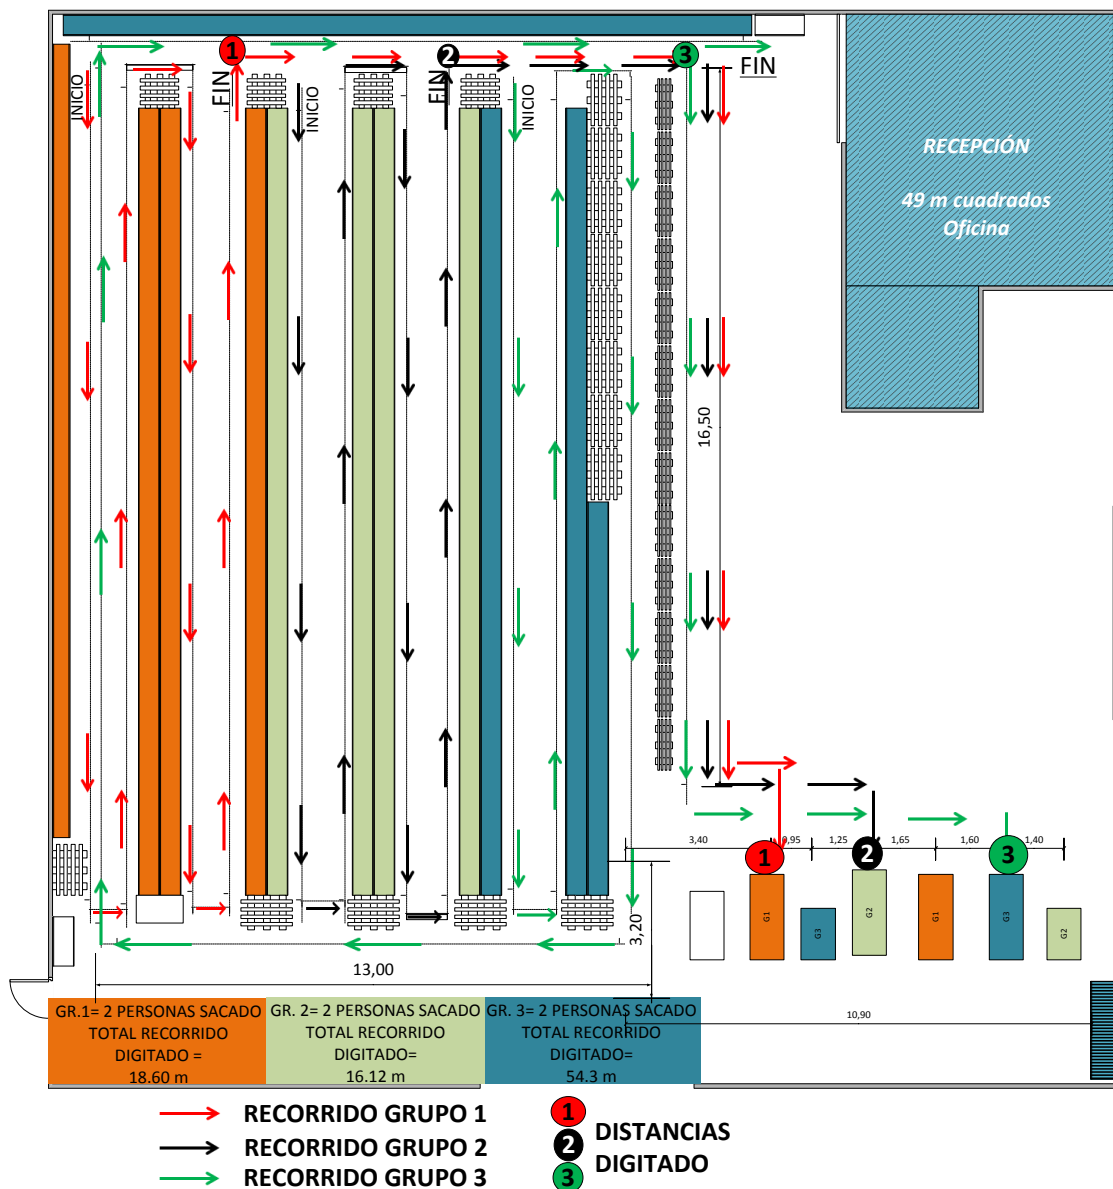 1
2
3
FIN
INICIO
FIN
INICIO
FIN
INICIO
RECEPCIÓN
49 m cuadrados
Oficina
16,50
3,40
0,95
1,25
1,65
1,60
1,40
1
2
3
G1
G3
G2
G1
G3
G2
3,20
13,00
10,90
GR.1= 2 PERSONAS SACADO
TOTAL RECORRIDO
DIGITADO =
18.60 m
GR. 2= 2 PERSONAS SACADO
TOTAL RECORRIDO
DIGITADO=
16.12 m
GR. 3= 2 PERSONAS SACADO
TOTAL RECORRIDO
DIGITADO=
54.3 m
RECORRIDO GRUPO 1
RECORRIDO GRUPO 2
RECORRIDO GRUPO 3
1
2
3
DISTANCIAS
DIGITADO